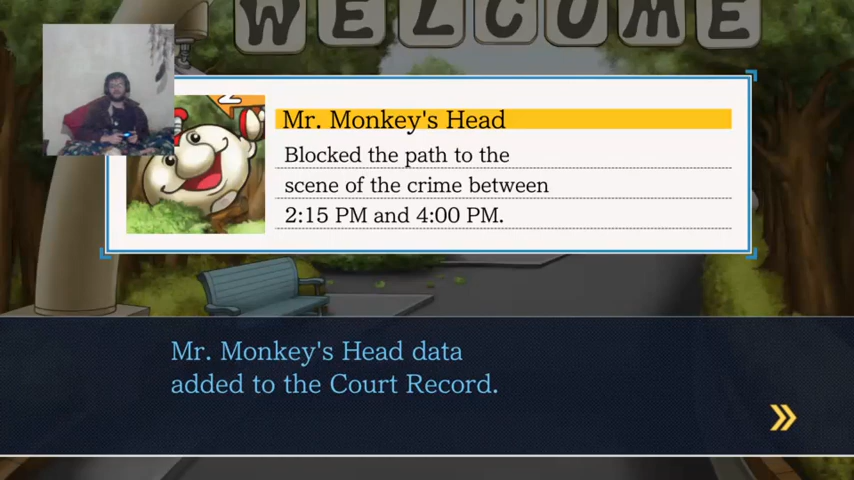 WELCOME
2
Mr. Monkey's Head
Blocked the path to the
scene of the crime between
2:15 PM and 4:00 PM.
Mr. Monkey's Head data
added to the Court Record.